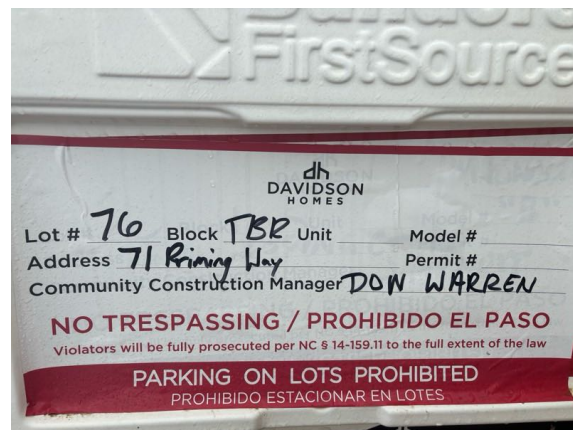 Builders
FirstSource
dh
DAVIDSON
HOMES
Lot # 76 Block TBR Unit Model #
Address 71 Priming Way Permit #
Community Construction Manager DON WARREN
NO TRESPASSING / PROHIBIDO EL PASO
Violators will be fully prosecuted per NC § 14-159.11 to the full extent of the law
PARKING ON LOTS PROHIBITED
PROHIBIDO ESTACIONAR EN LOTES